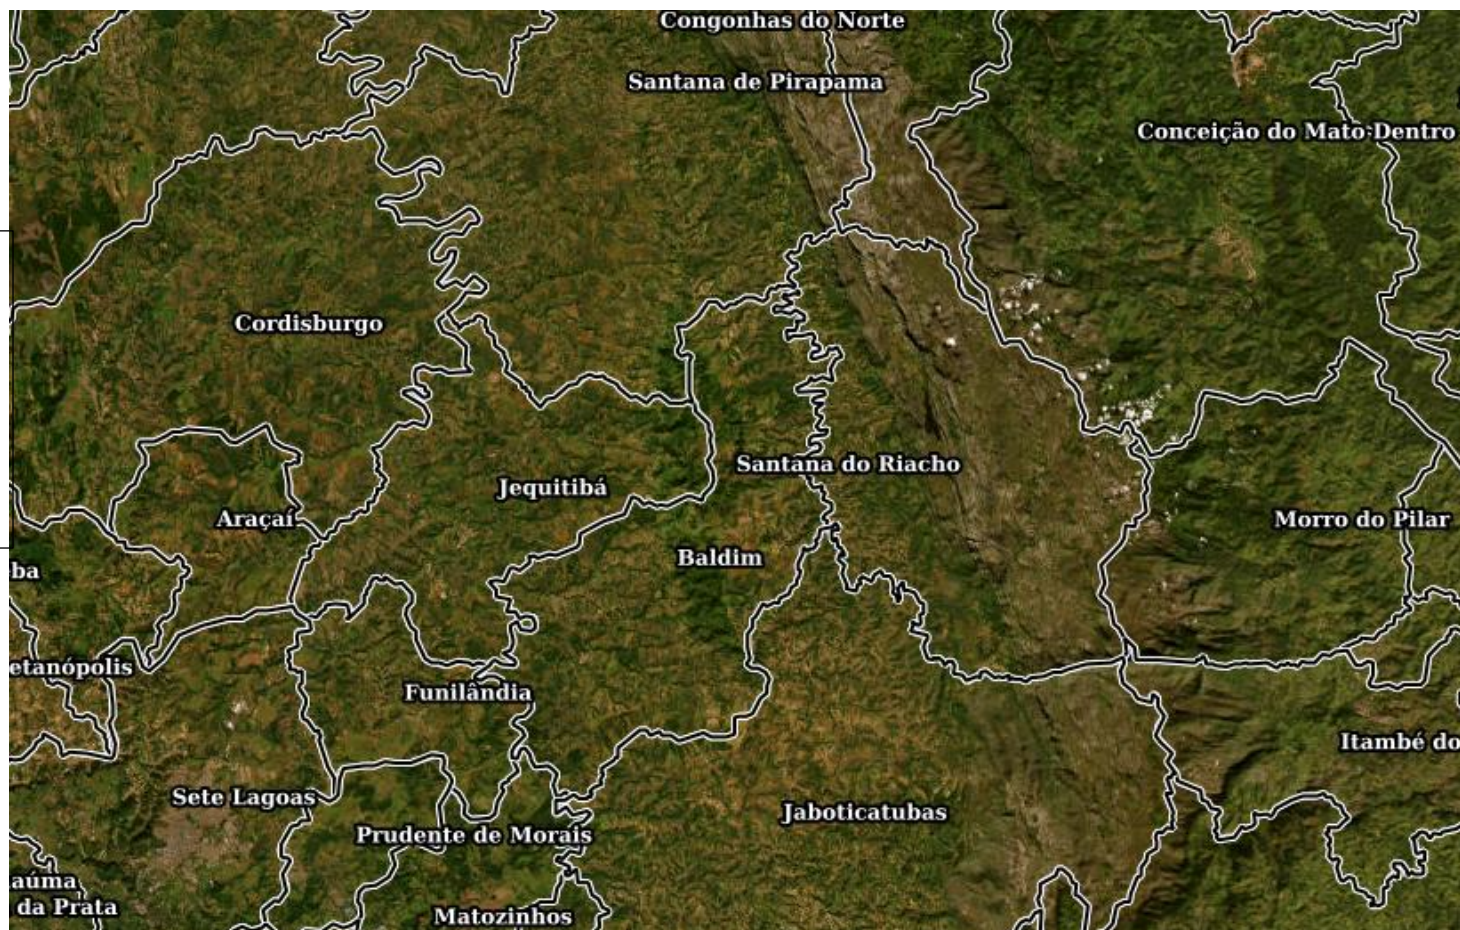 Congonhas do Norte
Santana de Pirapama
Conceição do Mato Dentro
Cordisburgo
Santana do Riacho
Jequitibá
Araçaí
Morro do Pilar
Baldim
ba
etanópolis
Funilândia
Itambé do
Sete Lagoas
Jaboticatubas
Prudente de Morais
aúma
da Prata
Matozinhos